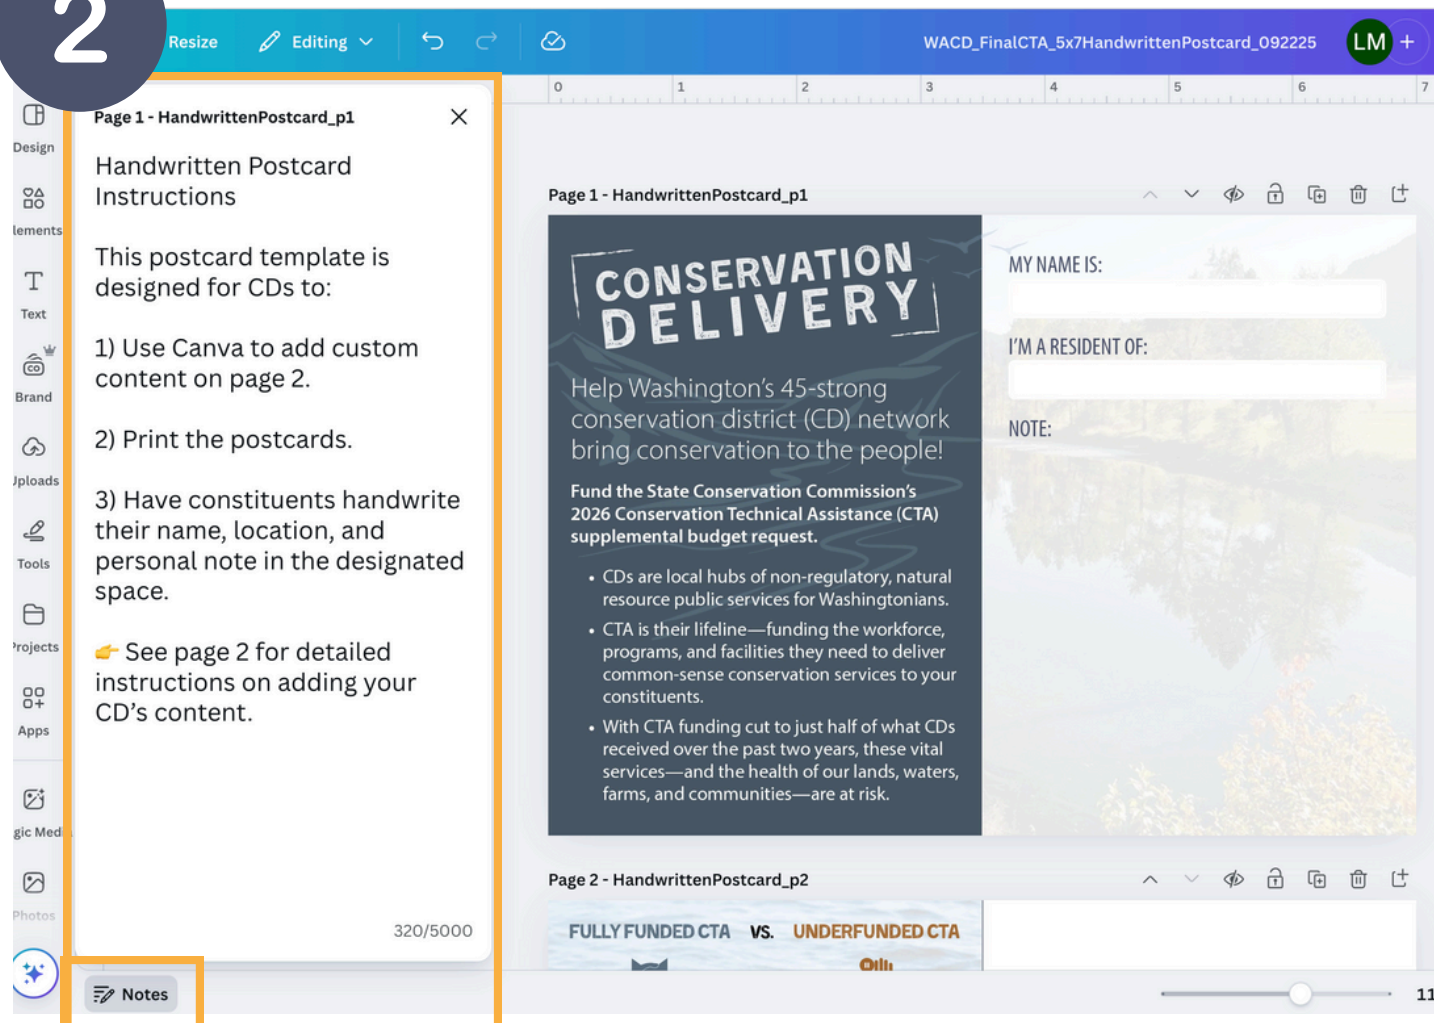 2
Resize
Editing
WACD_FinalCTA_5x7HandwrittenPostcard_092225
LM
+
0 1 2 3 4 5 6 7
Design
lements
Text
Brand
Uploads
Tools
Projects
Apps
gic Med
Photos
Page 1 - HandwrittenPostcard_p1
Handwritten Postcard
Instructions
This postcard template is
designed for CDs to:
1) Use Canva to add custom
content on page 2.
2) Print the postcards.
3) Have constituents handwrite
their name, location, and
personal note in the designated
space.
👉 See page 2 for detailed
instructions on adding your
CD’s content.
320/5000
Notes
Page 1 - HandwrittenPostcard_p1
CONSERVATION
DELIVERY
Help Washington’s 45-strong
conservation district (CD) network
bring conservation to the people!
Fund the State Conservation Commission’s
2026 Conservation Technical Assistance (CTA)
supplemental budget request.
• CDs are local hubs of non-regulatory, natural
resource public services for Washingtonians.
• CTA is their lifeline—funding the workforce,
programs, and facilities they need to deliver
common-sense conservation services to your
constituents.
• With CTA funding cut to just half of what CDs
received over the past two years, these vital
services—and the health of our lands, waters,
farms, and communities—are at risk.
MY NAME IS:
I’M A RESIDENT OF:
NOTE:
Page 2 - HandwrittenPostcard_p2
FULLY FUNDED CTA VS. UNDERFUNDED CTA
11